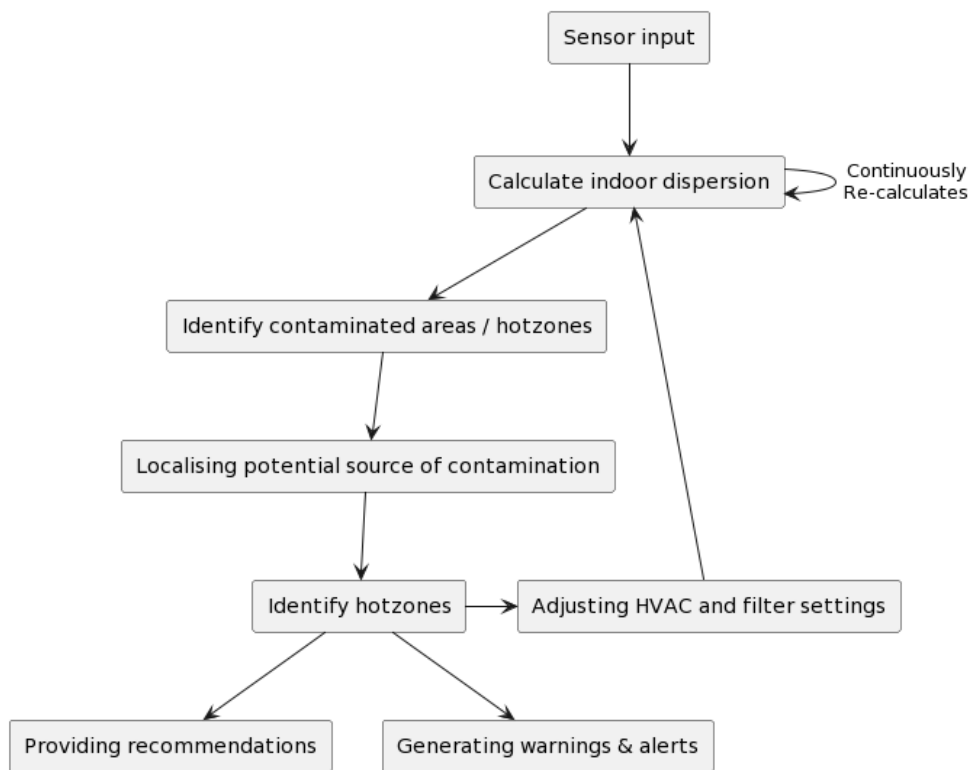 Sensor input
Calculate indoor dispersion
Continuously
Re-calculates
Identify contaminated areas / hotzones
Localising potential source of contamination
Identify hotzones
Adjusting HVAC and filter settings
Providing recommendations
Generating warnings & alerts